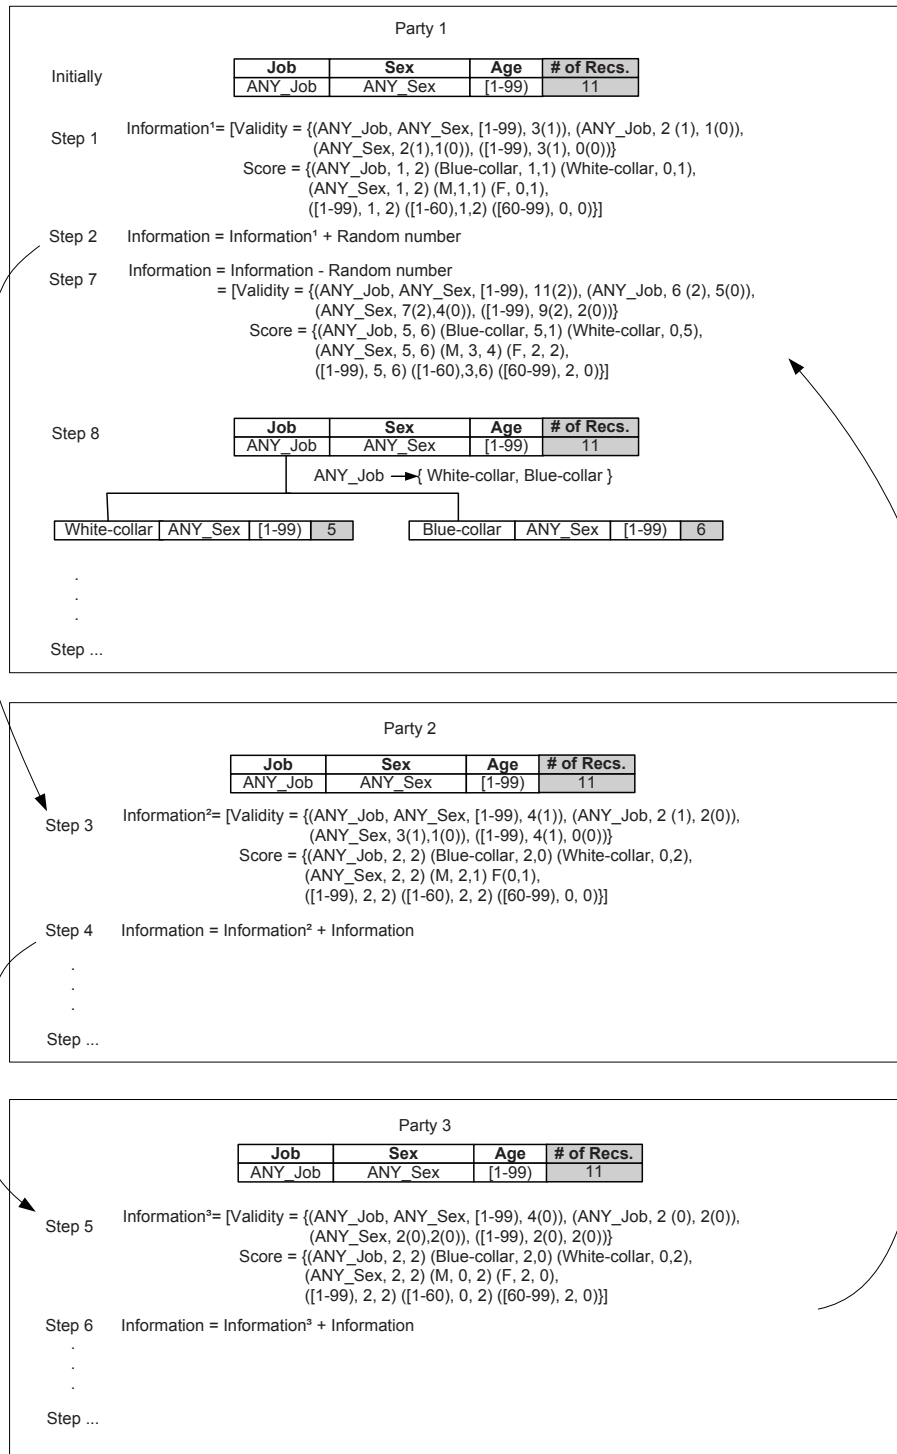 Party 1
Initially
Job Sex Age # of Recs.
ANY_Job ANY_Sex [1-99) 11
Step 1 Information¹= [Validity = {(ANY_Job, ANY_Sex, [1-99), 3(1)), (ANY_Job, 2 (1), 1(0)),
(ANY_Sex, 2(1),1(0)), ([1-99), 3(1), 0(0))}
Score = {(ANY_Job, 1, 2) (Blue-collar, 1,1) (White-collar, 0,1),
(ANY_Sex, 1, 2) (M,1,1) (F, 0,1),
([1-99), 1, 2) ([1-60),1,2) ([60-99), 0, 0)}]
Step 2 Information = Information¹ + Random number
Step 7 Information = Information - Random number
= [Validity = {(ANY_Job, ANY_Sex, [1-99), 11(2)), (ANY_Job, 6 (2), 5(0)),
(ANY_Sex, 7(2),4(0)), ([1-99), 9(2), 2(0))}
Score = {(ANY_Job, 5, 6) (Blue-collar, 5,1) (White-collar, 0,5),
(ANY_Sex, 5, 6) (M, 3, 4) (F, 2, 2),
([1-99), 5, 6) ([1-60),3,6) ([60-99), 2, 0)}]
Step 8
Job Sex Age # of Recs.
ANY_Job ANY_Sex [1-99) 11
ANY_Job → { White-collar, Blue-collar }
White-collar ANY_Sex [1-99) 5 Blue-collar ANY_Sex [1-99) 6
.
.
.
Step ...
Party 2
Job Sex Age # of Recs.
ANY_Job ANY_Sex [1-99) 11
Step 3 Information²= [Validity = {(ANY_Job, ANY_Sex, [1-99), 4(1)), (ANY_Job, 2 (1), 2(0)),
(ANY_Sex, 3(1),1(0)), ([1-99), 4(1), 0(0))}
Score = {(ANY_Job, 2, 2) (Blue-collar, 2,0) (White-collar, 0,2),
(ANY_Sex, 2, 2) (M, 2,1) F(0,1),
([1-99), 2, 2) ([1-60), 2, 2) ([60-99), 0, 0)}]
Step 4 Information = Information² + Information
.
.
.
Step ...
Party 3
Job Sex Age # of Recs.
ANY_Job ANY_Sex [1-99) 11
Step 5 Information³= [Validity = {(ANY_Job, ANY_Sex, [1-99), 4(0)), (ANY_Job, 2 (0), 2(0)),
(ANY_Sex, 2(0),2(0)), ([1-99), 2(0), 2(0))}
Score = {(ANY_Job, 2, 2) (Blue-collar, 2,0) (White-collar, 0,2),
(ANY_Sex, 2, 2) (M, 0, 2) (F, 2, 0),
([1-99), 2, 2) ([1-60), 0, 2) ([60-99), 2, 0)}]
Step 6 Information = Information³ + Information
.
.
.
Step ...